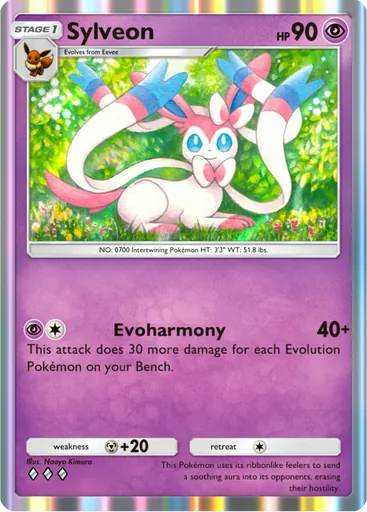 STAGE 1
Sylveon
HP 90
Evolves from Eevee
NO. 0700 Intertwining Pokémon HT: 3'3" WT: 51.8 lbs.
Evoharmony 40+
This attack does 30 more damage for each Evolution
Pokémon on your Bench.
weakness +20
retreat
Illus. Naoyo Kimura
This Pokémon uses its ribbonlike feelers to send
a soothing aura into its opponents, erasing
their hostility.